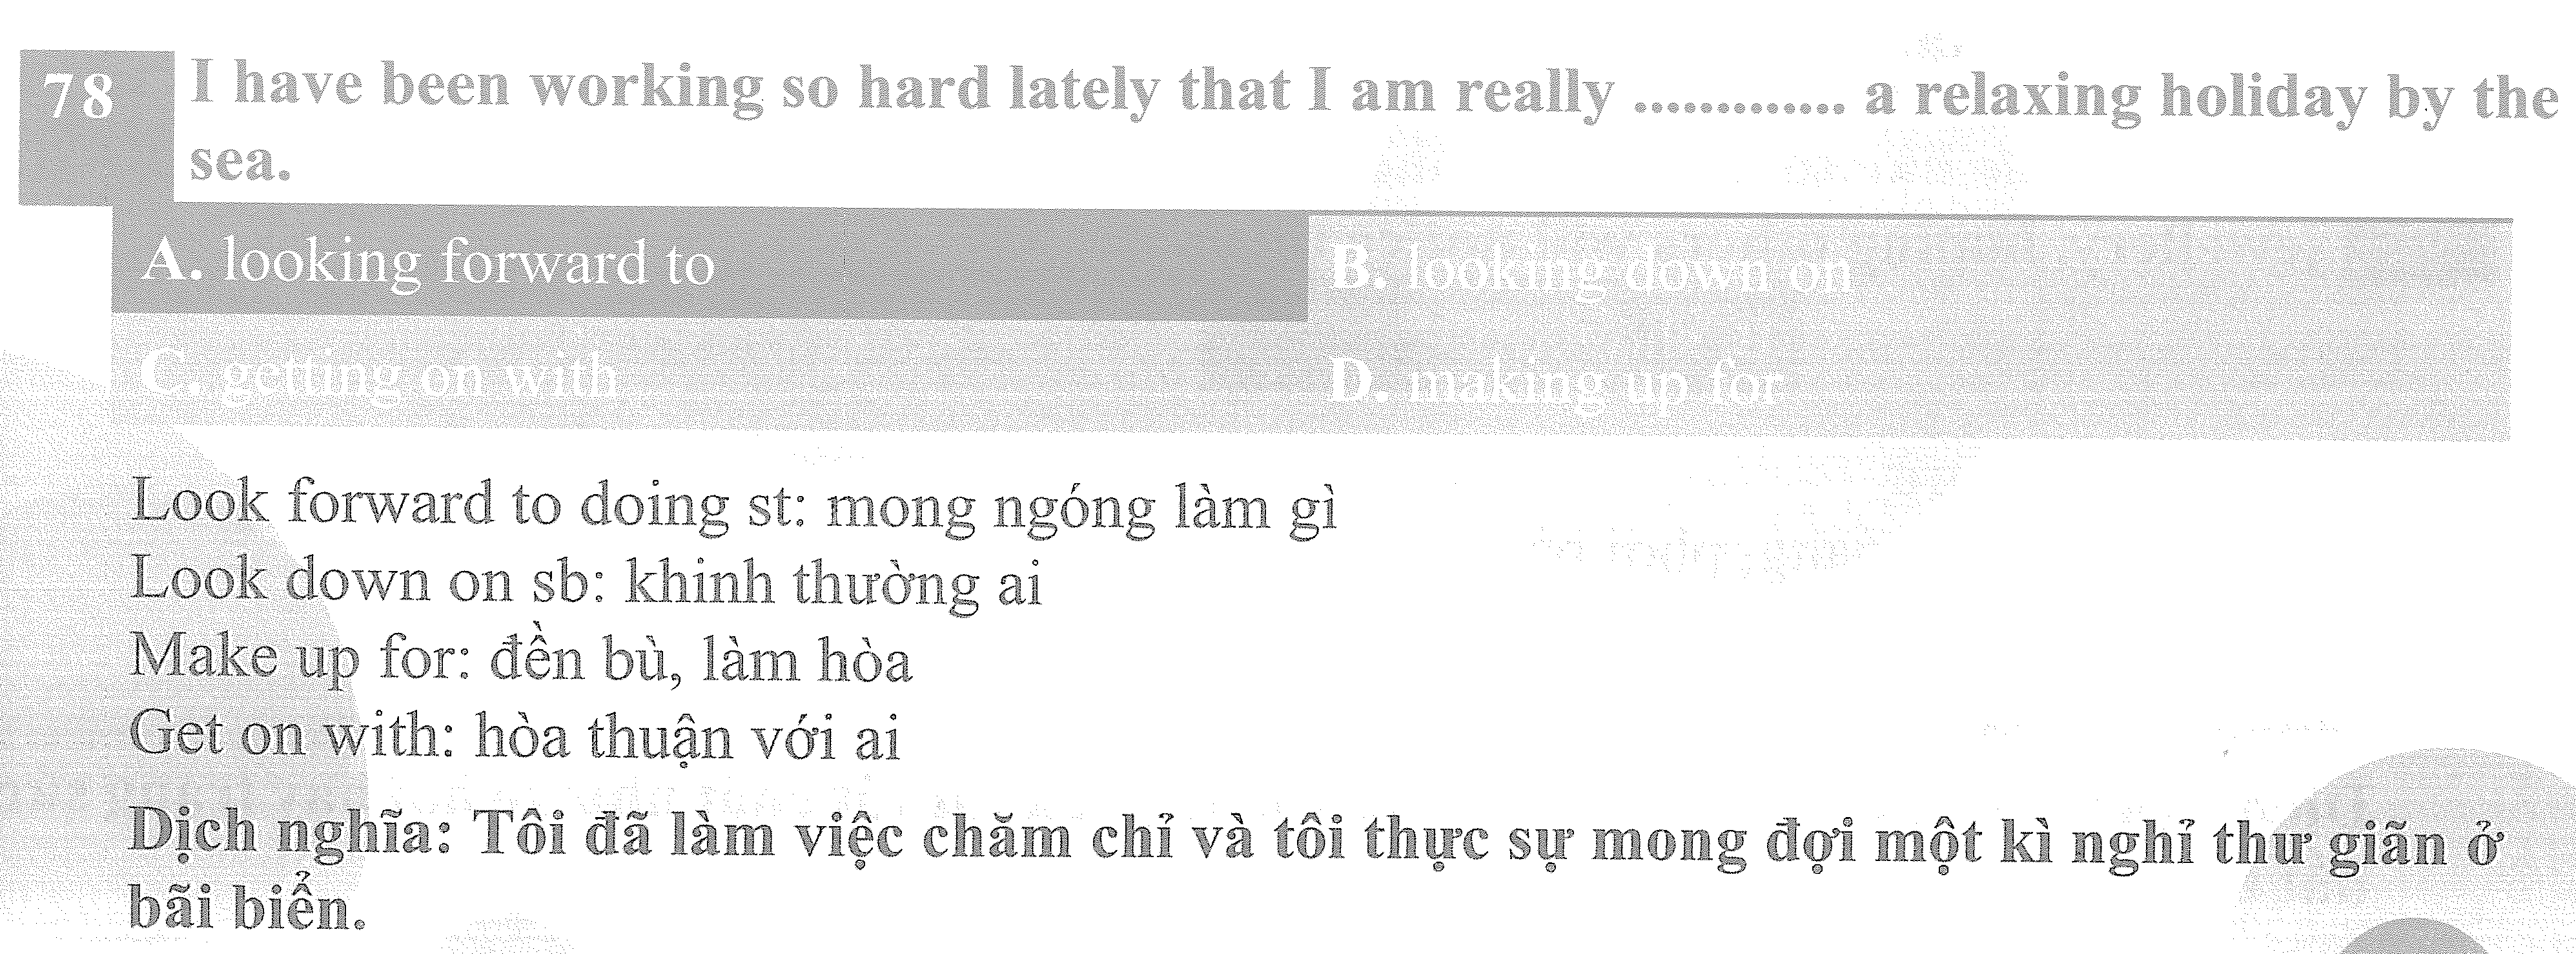 78 I have been working so hard lately that I am really ............. a relaxing holiday by the
sea.
A. looking forward to B. looking down on
C. getting on with D. making up for
Look forward to doing st: mong ngóng làm gì
Look down on sb: khinh thường ai
Make up for: đền bù, làm hòa
Get on with: hòa thuận với ai
Dịch nghĩa: Tôi đã làm việc chăm chỉ và tôi thực sự mong đợi một kì nghỉ thư giãn ở
bãi biển.